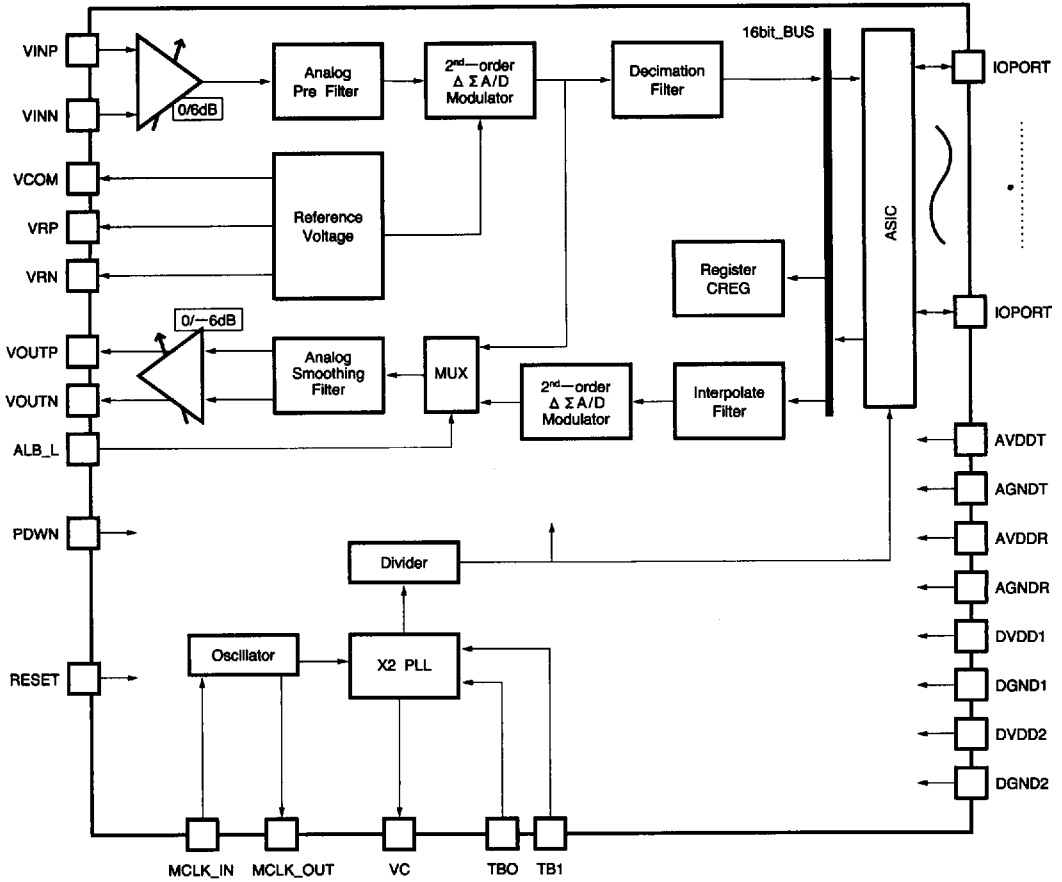 16bit_BUS
VINP
VINN
0/6dB
Analog
Pre Filter
2nd—order
Δ Σ A/D
Modulator
Decimation
Filter
IOPORT
VCOM
VRP
VRN
Reference
Voltage
ASIC
Register
CREG
IOPORT
0/—6dB
VOUTP
VOUTN
Analog
Smoothing
Filter
MUX
2nd—order
Δ Σ A/D
Modulator
Interpolate
Filter
ALB_L
AVDDT
AGNDT
PDWN
AVDDR
Divider
AGNDR
DVDD1
Oscillator
X2 PLL
RESET
DGND1
DVDD2
DGND2
MCLK_IN
MCLK_OUT
VC
TBO
TB1